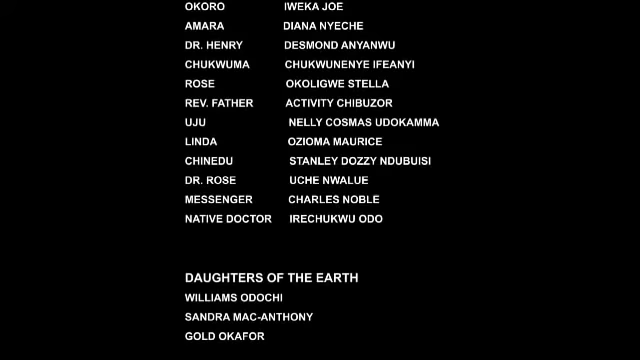 OKORO IWEKA JOE
AMARA DIANA NYECHE
DR. HENRY DESMOND ANYANWU
CHUKWUMA CHUKWUNENYE IFEANYI
ROSE OKOLIGWE STELLA
REV. FATHER ACTIVITY CHIBUZOR
UJU NELLY COSMAS UDOKAMMA
LINDA OZIOMA MAURICE
CHINEDU STANLEY DOZZY NDUBUISI
DR. ROSE UCHE NWALUE
MESSENGER CHARLES NOBLE
NATIVE DOCTOR IRECHUKWU ODO
DAUGHTERS OF THE EARTH
WILLIAMS ODOCHI
SANDRA MAC-ANTHONY
GOLD OKAFOR